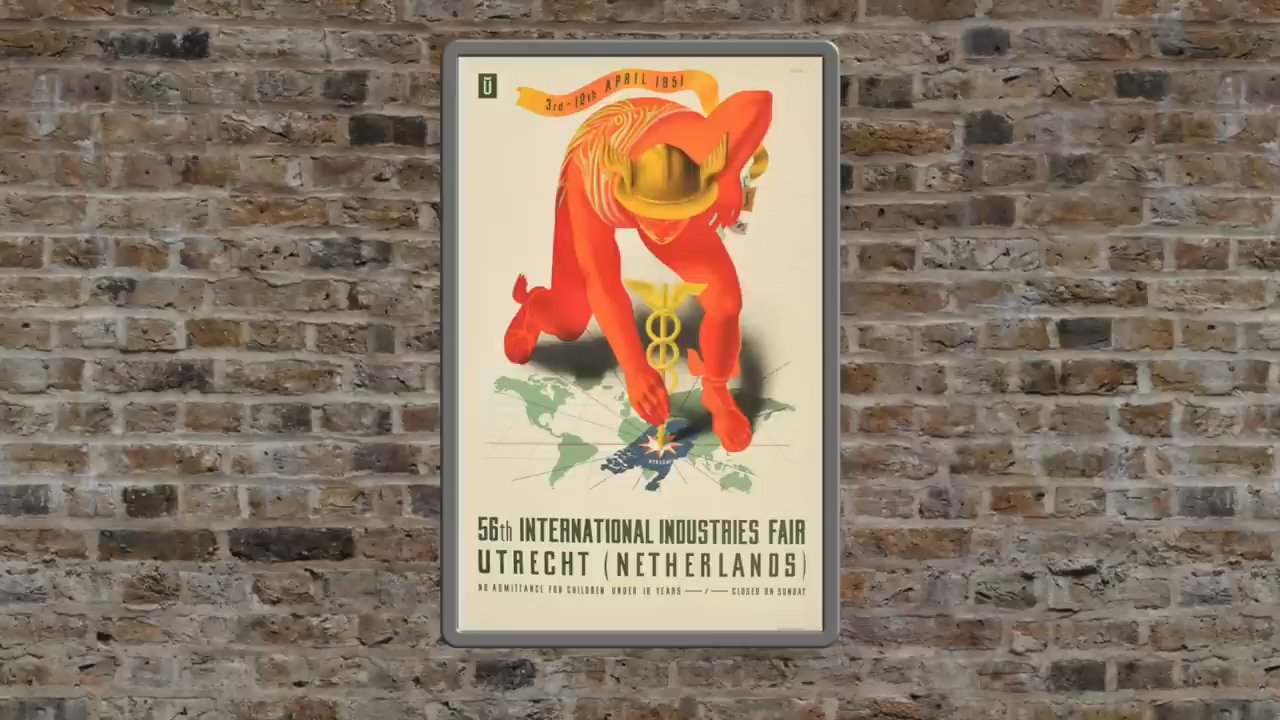 Ū
3rd-12th APRIL 1951
UTRECHT
56th INTERNATIONAL INDUSTRIES FAIR
UTRECHT (NETHERLANDS)
NO ADMITTANCE FOR CHILDREN UNDER 16 YEARS — / — CLOSED ON SUNDAY